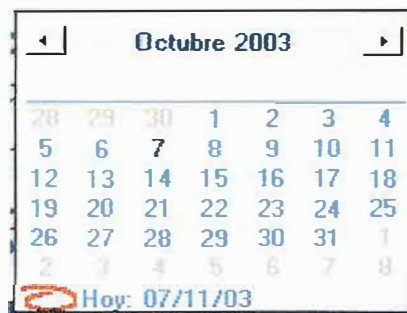 Octubre 2003
28 29 30 1 2 3 4
5 6 7 8 9 10 11
12 13 14 15 16 17 18
19 20 21 22 23 24 25
26 27 28 29 30 31 1
2 3 4 5 6 7 8
Hoy: 07/11/03